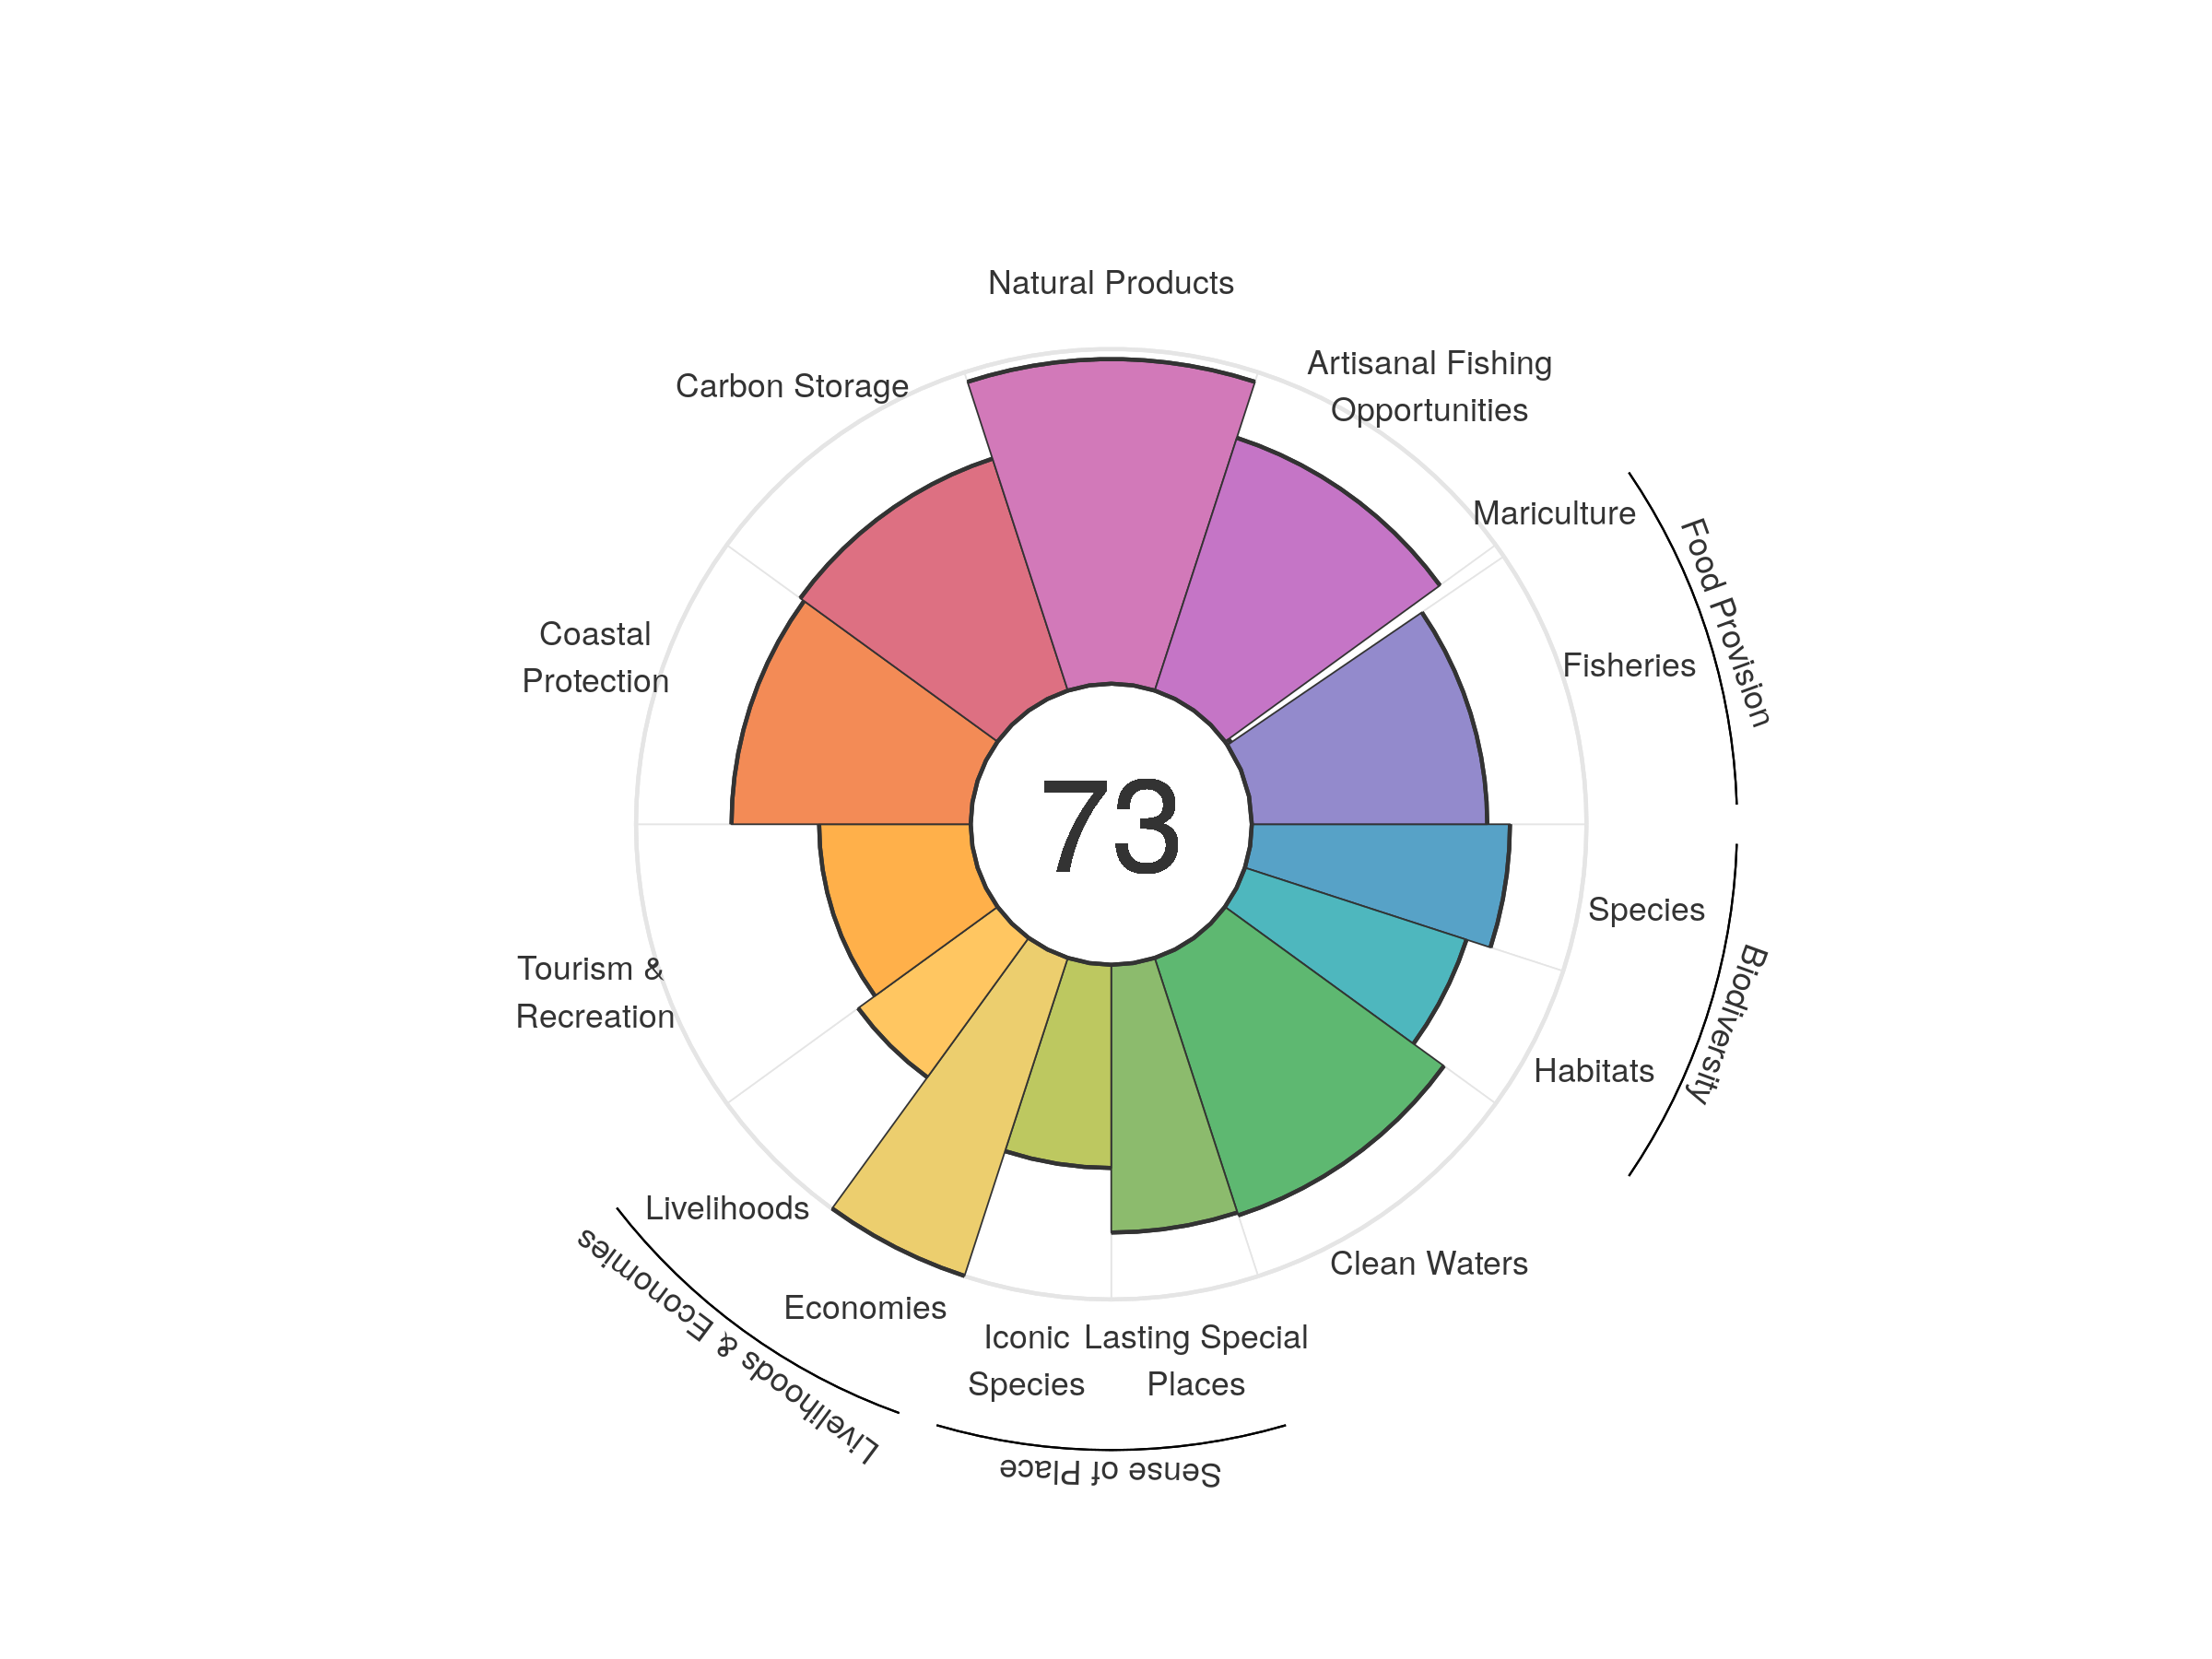 Natural Products
Carbon Storage
Artisanal Fishing
Opportunities
Mariculture
Food Provision
Fisheries
Coastal
Protection
73
Species
Biodiversity
Tourism &
Recreation
Habitats
Livelihoods
Livelihoods & Economies
Clean Waters
Economies
Iconic
Species
Lasting Special
Places
Sense of Place